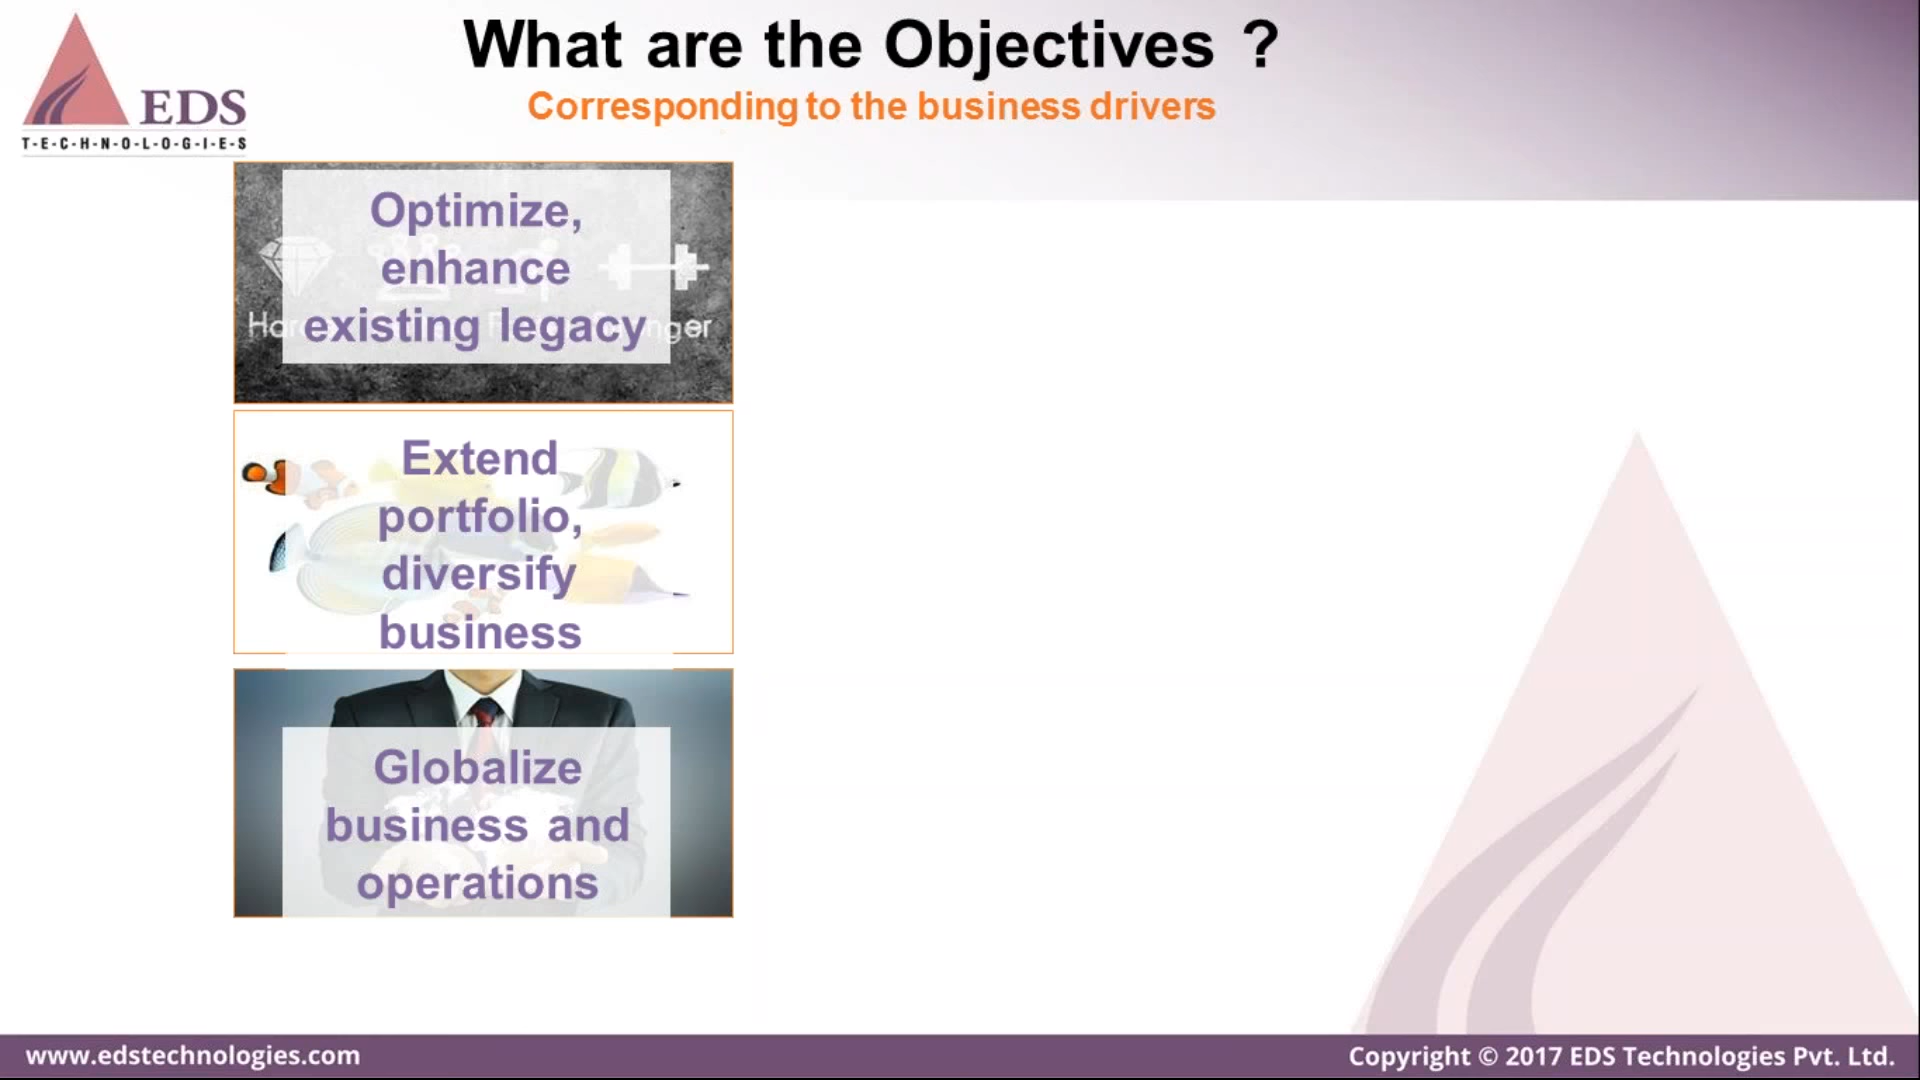 What are the Objectives ?
Corresponding to the business drivers
EDS
T-E-C-H-N-O-L-O-G-I-E-S
Optimize,
enhance
existing legacy
Extend
portfolio,
diversify
business
Globalize
business and
operations
www.edstechnologies.com
Copyright © 2017 EDS Technologies Pvt. Ltd.